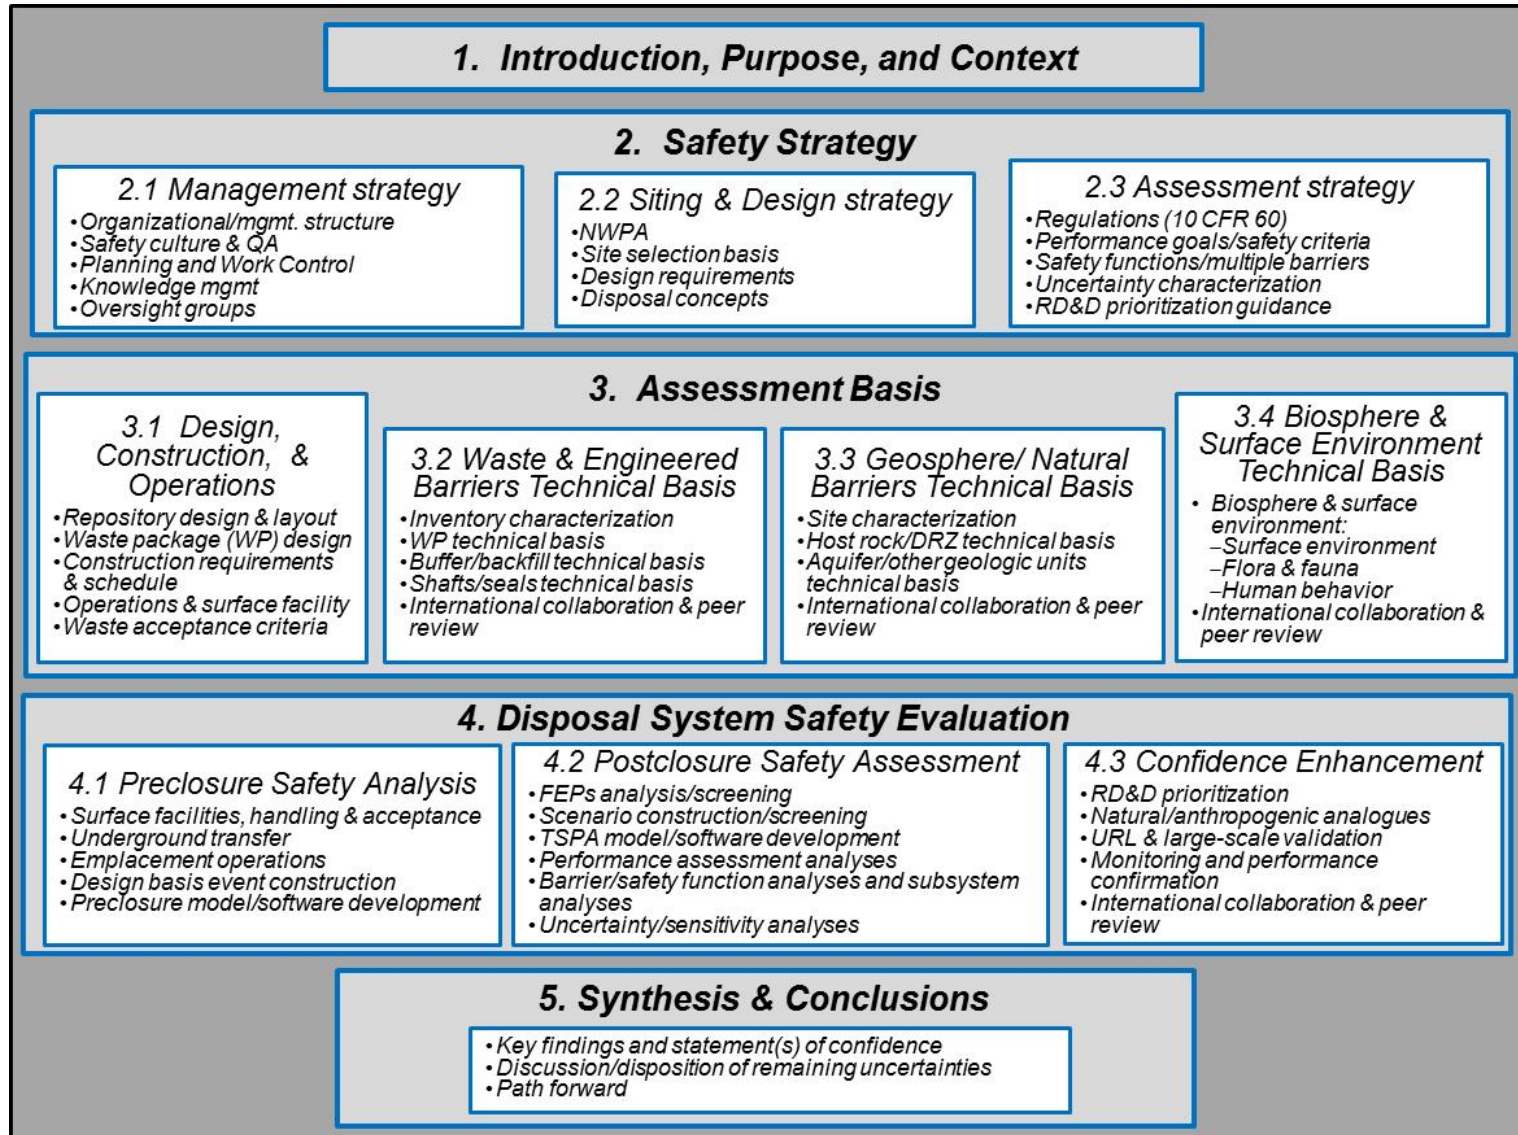 1. Introduction, Purpose, and Context
2. Safety Strategy
2.1 Management strategy
•Organizational/mgmt. structure
•Safety culture & QA
•Planning and Work Control
•Knowledge mgmt
•Oversight groups
2.2 Siting & Design strategy
•NWPA
•Site selection basis
•Design requirements
•Disposal concepts
2.3 Assessment strategy
•Regulations (10 CFR 60)
•Performance goals/safety criteria
•Safety functions/multiple barriers
•Uncertainty characterization
•RD&D prioritization guidance
3. Assessment Basis
3.1 Design,
Construction, &
Operations
•Repository design & layout
•Waste package (WP) design
•Construction requirements
& schedule
•Operations & surface facility
•Waste acceptance criteria
3.2 Waste & Engineered
Barriers Technical Basis
•Inventory characterization
•WP technical basis
•Buffer/backfill technical basis
•Shafts/seals technical basis
•International collaboration & peer
review
3.3 Geosphere/ Natural
Barriers Technical Basis
•Site characterization
•Host rock/DRZ technical basis
•Aquifer/other geologic units
technical basis
•International collaboration & peer
review
3.4 Biosphere &
Surface Environment
Technical Basis
• Biosphere & surface
environment:
–Surface environment
–Flora & fauna
–Human behavior
•International collaboration &
peer review
4. Disposal System Safety Evaluation
4.1 Preclosure Safety Analysis
•Surface facilities, handling & acceptance
•Underground transfer
•Emplacement operations
•Design basis event construction
•Preclosure model/software development
4.2 Postclosure Safety Assessment
•FEPs analysis/screening
•Scenario construction/screening
•TSPA model/software development
•Performance assessment analyses
•Barrier/safety function analyses and subsystem
analyses
•Uncertainty/sensitivity analyses
4.3 Confidence Enhancement
•RD&D prioritization
•Natural/anthropogenic analogues
•URL & large-scale validation
•Monitoring and performance
confirmation
•International collaboration & peer
review
5. Synthesis & Conclusions
•Key findings and statement(s) of confidence
•Discussion/disposition of remaining uncertainties
•Path forward